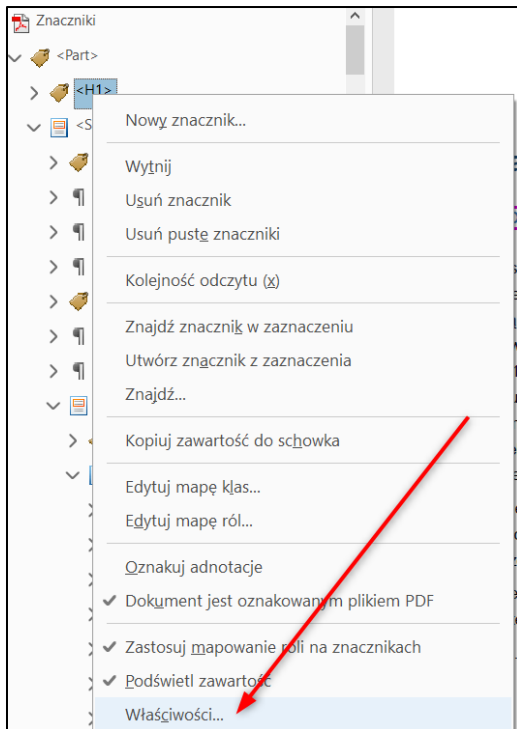 Znaczniki
<Part>
<H1>
<S
Nowy znacznik...
Wytnij
Usuń znacznik
Usuń puste znaczniki
Kolejność odczytu (x)
Znajdź znacznik w zaznaczeniu
Utwórz znacznik z zaznaczenia
Znajdź...
Kopiuj zawartość do schowka
Edytuj mapę klas...
Edytuj mapę ról...
Oznakuj adnotacje
Dokument jest oznakowanym plikiem PDF
Zastosuj mapowanie roli na znacznikach
Podświetl zawartość
Właściwości...